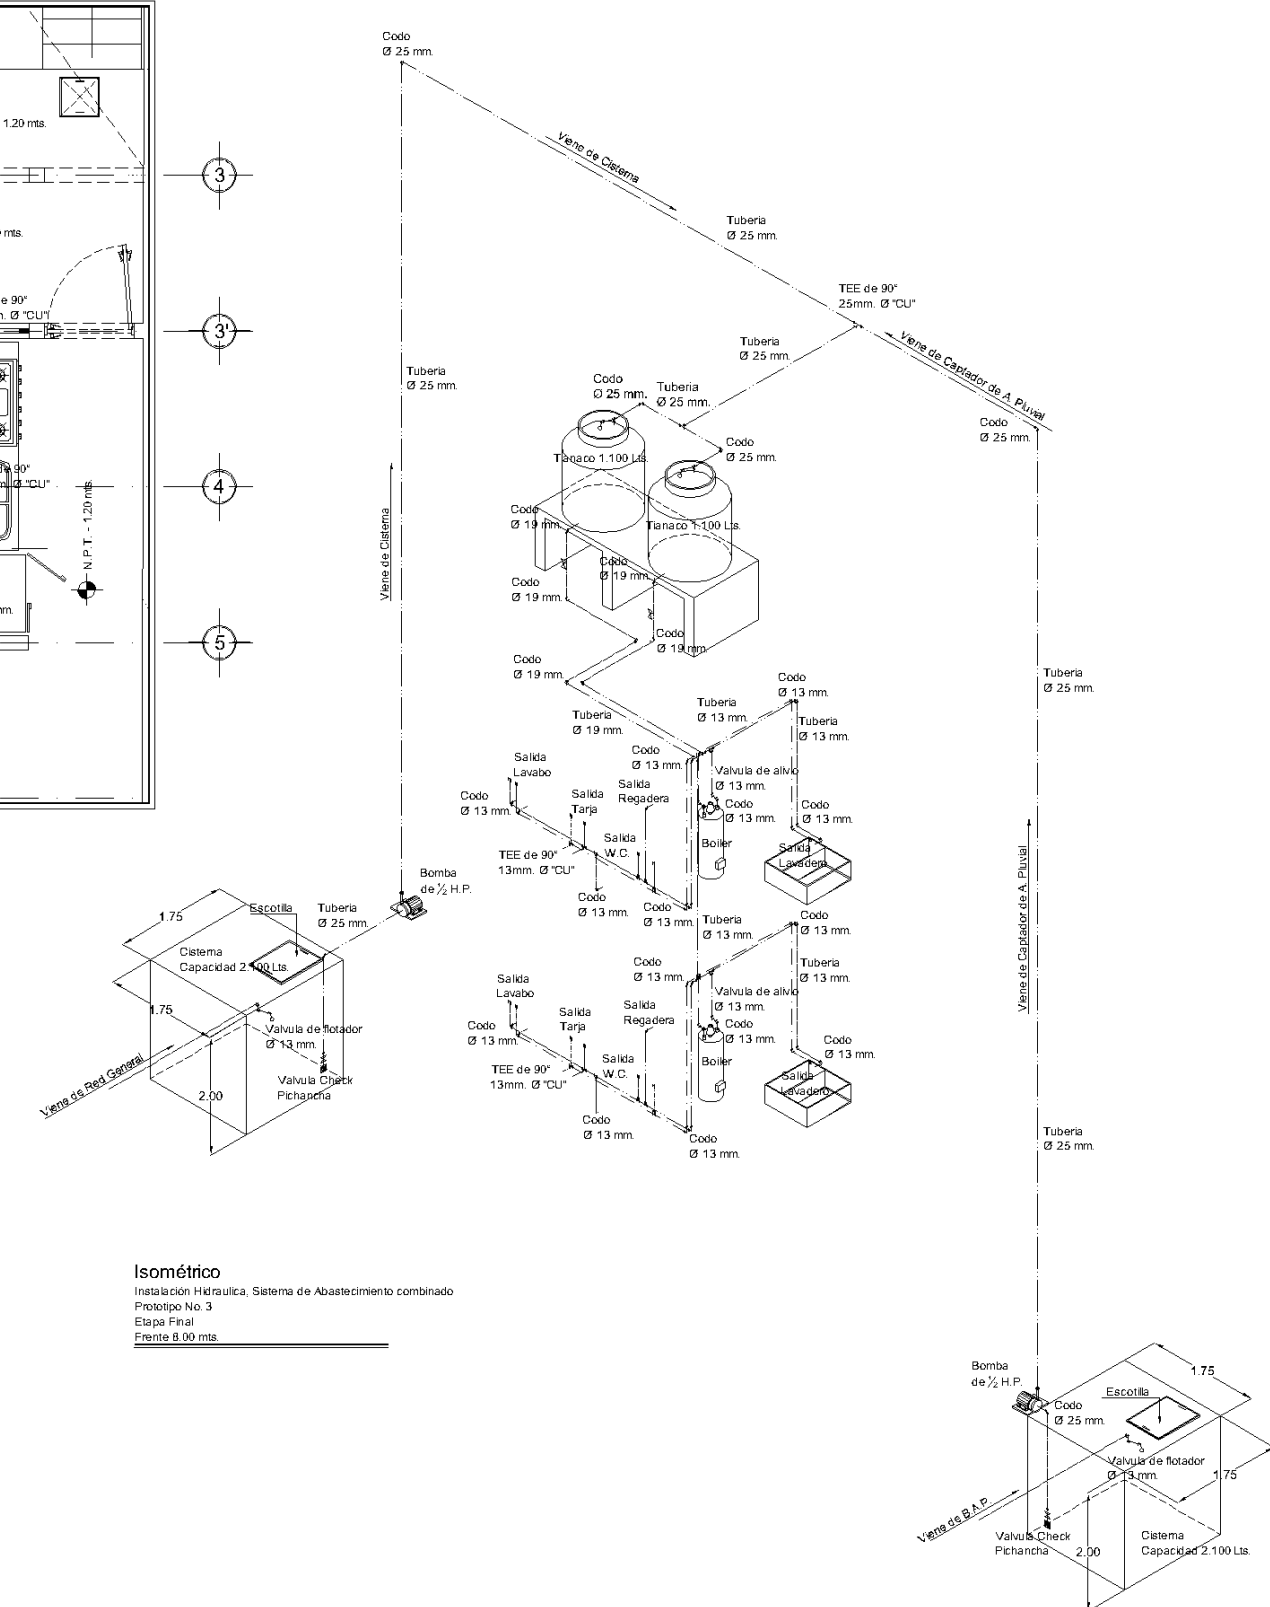 1.20 mts.
3
mts.
e 90°
n. Ø "CU"
3'
de 90°
m. Ø "CU"
4
N.P.T. - 1.20 mts.
mm.
5
Codo
Ø 25 mm.
Viene de Cisterna
Tuberia
Ø 25 mm.
TEE de 90°
25mm. Ø "CU"
Viene de Captador de A. Pluvial
Tuberia
Ø 25 mm.
Tuberia
Ø 25 mm.
Codo
Ø 25 mm.
Tuberia
Ø 25 mm.
Codo
Ø 25 mm.
Codo
Ø 25 mm.
Tianaco 1.100 Lts.
Tianaco 1.100 Lts.
Viene de Cisterna
Codo
Ø 19 mm.
Codo
Ø 19 mm.
Codo
Ø 19 mm.
Codo
Ø 19 mm.
Codo
Ø 19 mm.
Tuberia
Ø 19 mm.
Tuberia
Ø 25 mm.
Codo
Ø 13 mm.
Tuberia
Ø 13 mm.
Tuberia
Ø 13 mm.
Codo
Ø 13 mm.
Valvula de alivio
Ø 13 mm.
Salida
Lavabo
Salida
Tarja
Salida
Regadera
Codo
Ø 13 mm.
Codo
Ø 13 mm.
Codo
Ø 13 mm.
Salida
W.C.
Boiler
Salida
Lavadero
TEE de 90°
13mm. Ø "CU"
Codo
Ø 13 mm.
Codo
Ø 13 mm.
Tuberia
Ø 13 mm.
Codo
Ø 13 mm.
Codo
Ø 13 mm.
Tuberia
Ø 13 mm.
Valvula de alivio
Ø 13 mm.
Salida
Lavabo
Salida
Tarja
Salida
Regadera
Codo
Ø 13 mm.
Codo
Ø 13 mm.
Codo
Ø 13 mm.
Salida
W.C.
Boiler
Salida
Lavadero
TEE de 90°
13mm. Ø "CU"
Codo
Ø 13 mm.
Codo
Ø 13 mm.
Viene de Captador de A. Pluvial
Tuberia
Ø 25 mm.
Bomba
de ½ H.P.
Tuberia
Ø 25 mm.
Escotilla
1.75
Cisterna
Capacidad 2.100 Lts.
1.75
Valvula de flotador
Ø 13 mm.
Viene de Red General
Valvula Check
Pichancha
2.00
Isométrico
Instalación Hidraulica, Sistema de Abastecimiento combinado
Prototipo No. 3
Etapa Final
Frente 8.00 mts.
Bomba
de ½ H.P.
Codo
Ø 25 mm.
1.75
Escotilla
Valvula de flotador
Ø 13 mm.
1.75
Viene de B.A.P.
Valvula Check
Pichancha
2.00
Cisterna
Capacidad 2.100 Lts.